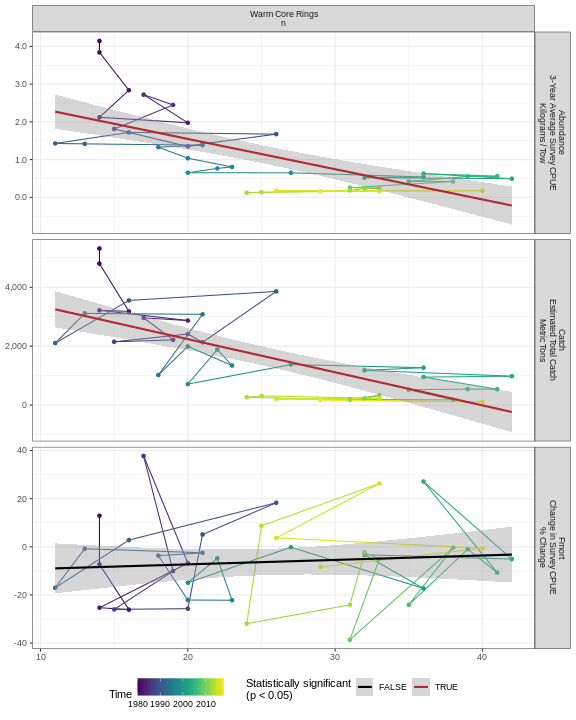 Warm Core Rings
n
4.0
3.0
2.0
1.0
0.0
Abundance
3-Year Average Survey CPUE
Kilograms / Tow
4,000
2,000
0
Catch
Estimated Total Catch
Metric Tons
40
20
0
-20
-40
Fmort
Change in Survey CPUE
% Change
10 20 30 40
Time
1980 1990 2000 2010
Statistically significant
(p < 0.05)
FALSE
TRUE